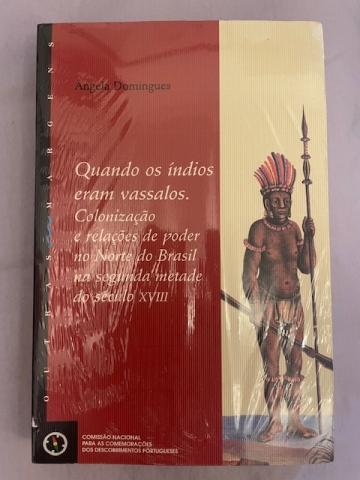 Ângela Domingues
Quando os índios
eram vassalos.
Colonização
e relações de poder
no Norte do Brasil
na segunda metade
do século XVIII
OUTRAS MARGENS
COMISSÃO NACIONAL
PARA AS COMEMORAÇÕES
DOS DESCOBRIMENTOS PORTUGUESES